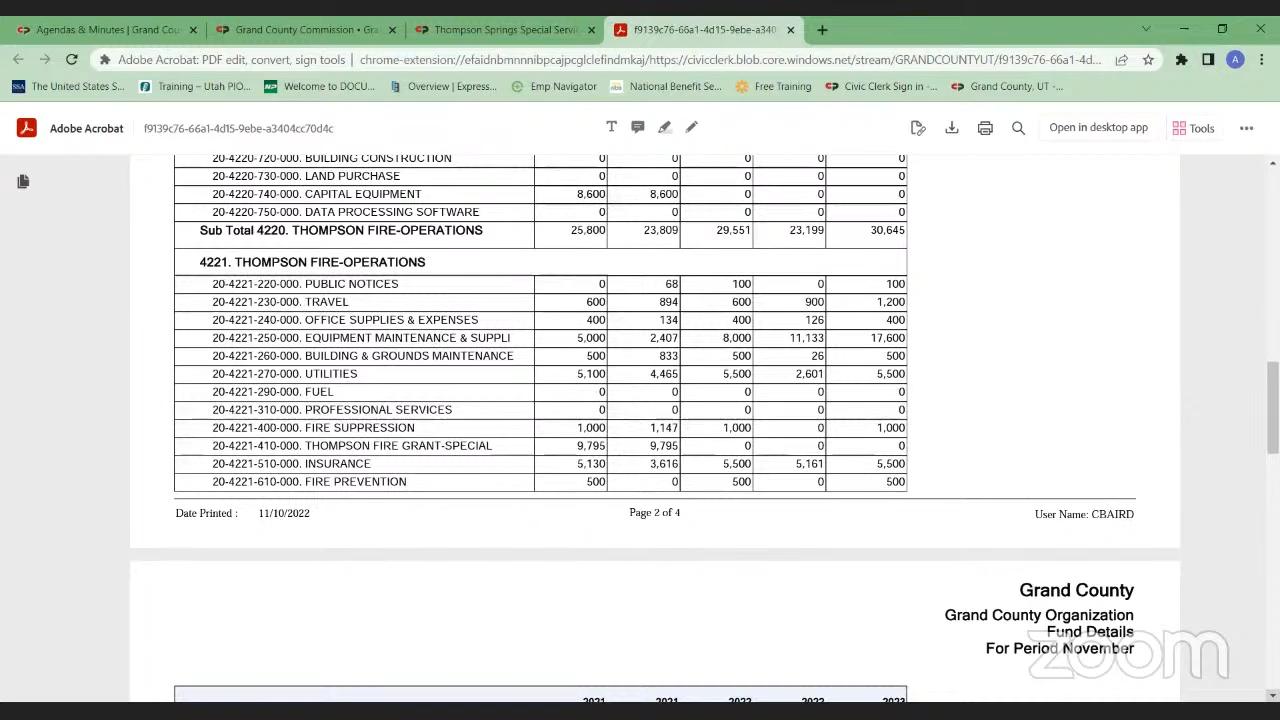 Agendas & Minutes | Grand Cou
Grand County Commission • Gra
Thompson Springs Special Servi
f9139c76-66a1-4d15-9ebe-a340
Adobe Acrobat: PDF edit, convert, sign tools | chrome-extension://efaidnbmnnnibpcajpcglclefindmkaj/https://civicclerk.blob.core.windows.net/stream/GRANDCOUNTYUT/f9139c76-66a1-4d15-9ebe-a3404cc70d...
A
The United States S...
Training – Utah PIO...
Welcome to DOCU...
Overview | Express...
Emp Navigator
National Benefit Se...
Free Training
Civic Clerk Sign in -...
Grand County, UT -...
Adobe Acrobat f9139c76-66a1-4d15-9ebe-a3404cc70d4c Open in desktop app Tools
20-4220-720-000. BUILDING CONSTRUCTION 0 0 0 0 0
20-4220-730-000. LAND PURCHASE 0 0 0 0 0
20-4220-740-000. CAPITAL EQUIPMENT 8,600 8,600 0 0 0
20-4220-750-000. DATA PROCESSING SOFTWARE 0 0 0 0 0
Sub Total 4220. THOMPSON FIRE-OPERATIONS 25,800 23,809 29,551 23,199 30,645
4221. THOMPSON FIRE-OPERATIONS
20-4221-220-000. PUBLIC NOTICES 0 68 100 0 100
20-4221-230-000. TRAVEL 600 894 600 900 1,200
20-4221-240-000. OFFICE SUPPLIES & EXPENSES 400 134 400 126 400
20-4221-250-000. EQUIPMENT MAINTENANCE & SUPPLI 5,000 2,407 8,000 11,133 17,600
20-4221-260-000. BUILDING & GROUNDS MAINTENANCE 500 833 500 26 500
20-4221-270-000. UTILITIES 5,100 4,465 5,500 2,601 5,500
20-4221-290-000. FUEL 0 0 0 0 0
20-4221-310-000. PROFESSIONAL SERVICES 0 0 0 0 0
20-4221-400-000. FIRE SUPPRESSION 1,000 1,147 1,000 0 1,000
20-4221-410-000. THOMPSON FIRE GRANT-SPECIAL 9,795 9,795 0 0 0
20-4221-510-000. INSURANCE 5,130 3,616 5,500 5,161 5,500
20-4221-610-000. FIRE PREVENTION 500 0 500 0 500
Date Printed : 11/10/2022 Page 2 of 4 User Name: CBAIRD
Grand County
Grand County Organization
Fund Details
For Period November
zoom
2021 2021 2022 2022 2023